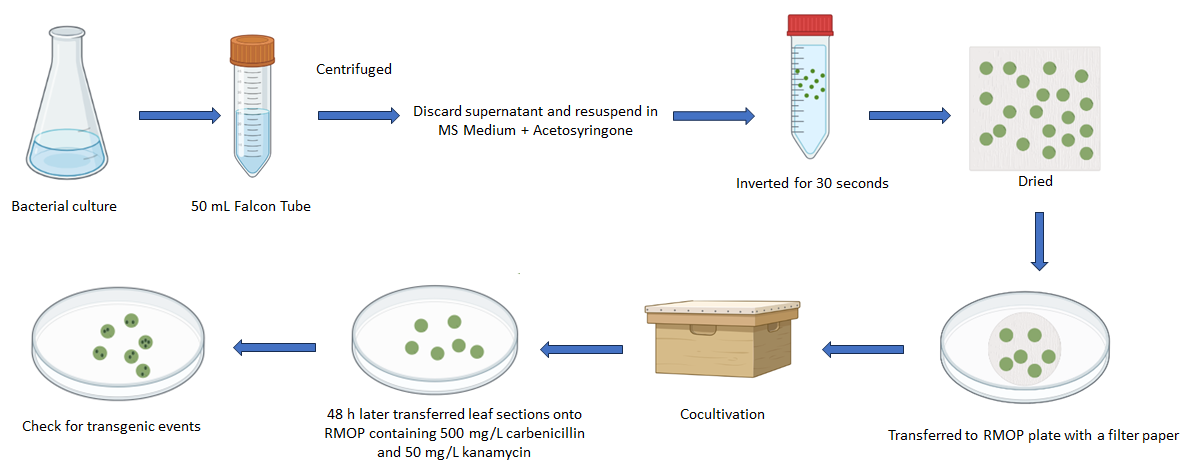 Bacterial culture
50 mL Falcon Tube
Centrifuged
Discard supernatant and resuspend in
MS Medium + Acetosyringone
Inverted for 30 seconds
Dried
Transferred to RMOP plate with a filter paper
Cocultivation
48 h later transferred leaf sections onto
RMOP containing 500 mg/L carbenicillin
and 50 mg/L kanamycin
Check for transgenic events